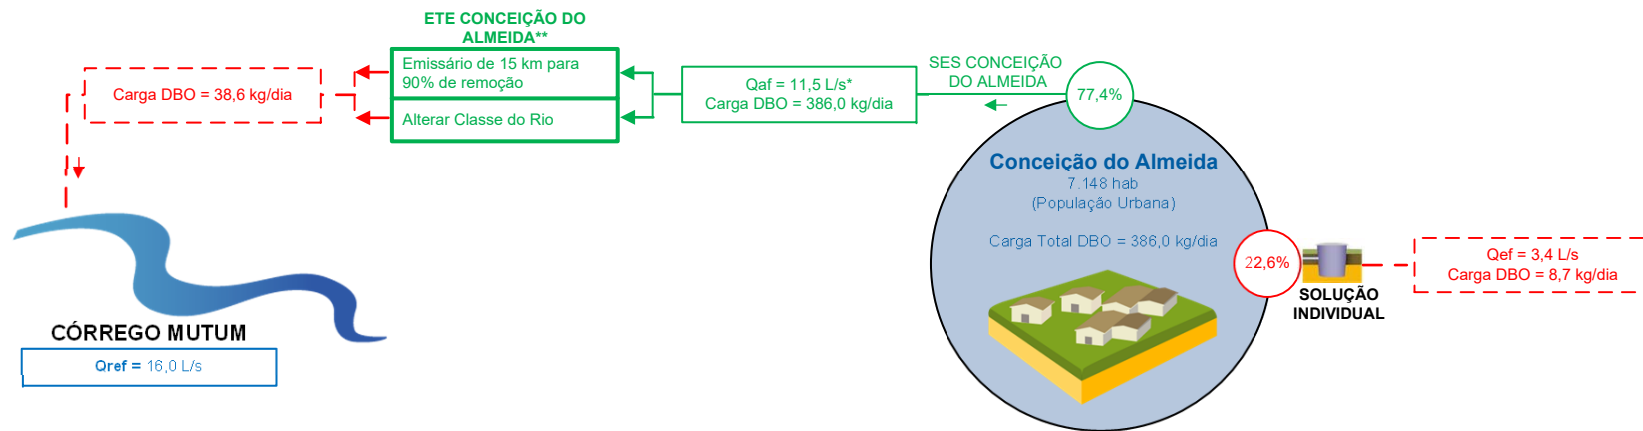 ETE CONCEIÇÃO DO
ALMEIDA**
Emissário de 15 km para
90% de remoção
Alterar Classe do Rio
Carga DBO = 38,6 kg/dia
Qaf = 11,5 L/s*
Carga DBO = 386,0 kg/dia
SES CONCEIÇÃO
DO ALMEIDA
77,4%
Conceição do Almeida
7.148 hab
(População Urbana)
Carga Total DBO = 386,0 kg/dia
22,6%
SOLUÇÃO
INDIVIDUAL
Qef = 3,4 L/s
Carga DBO = 8,7 kg/dia
CÓRREGO MUTUM
Qref = 16,0 L/s